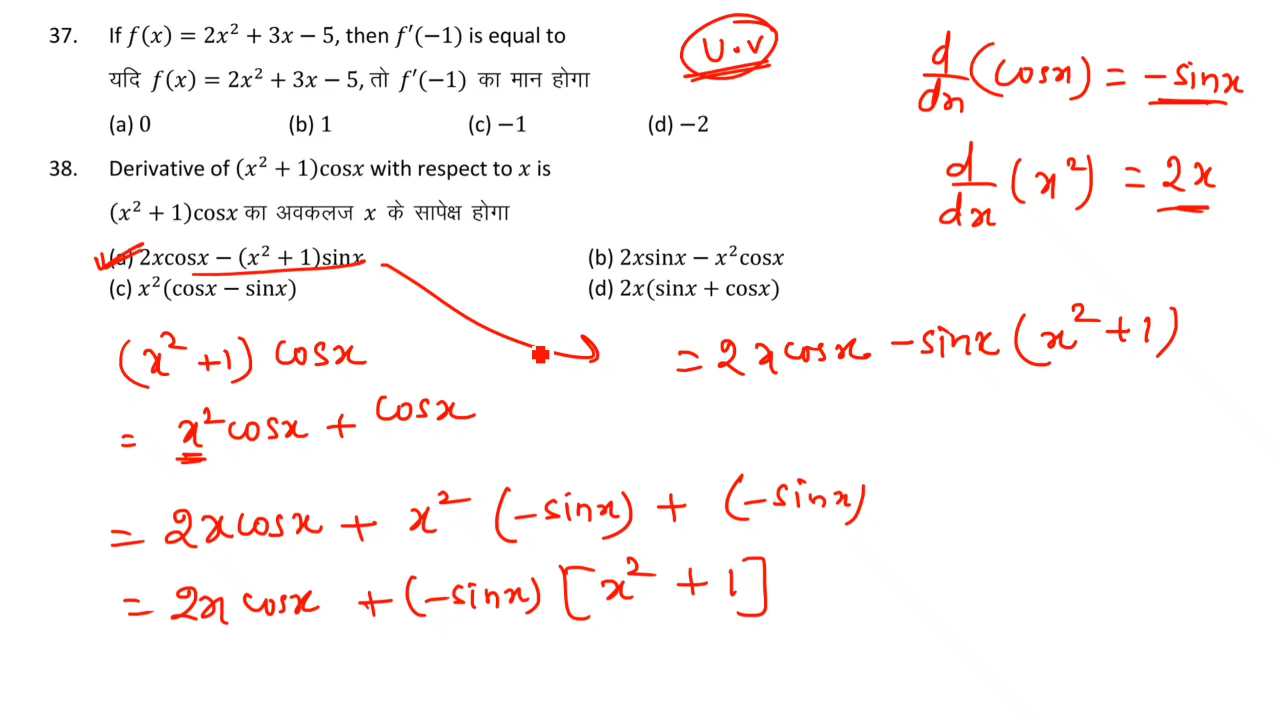 37. If f(x) = 2x² + 3x − 5, then f′(−1) is equal to
यदि f(x) = 2x² + 3x − 5, तो f′(−1) का मान होगा
(a) 0 (b) 1 (c) −1 (d) −2
38. Derivative of (x² + 1)cosx with respect to x is
(x² + 1)cosx का अवकलज x के सापेक्ष होगा
(a) 2xcosx − (x² + 1)sinx (b) 2xsinx − x²cosx
(c) x²(cosx − sinx) (d) 2x(sinx + cosx)
U.V
d/dx (cosx) = -sinx
d/dx (x²) = 2x
(x² +1) cosx
= x²cosx + cosx
= 2xcosx + x² (-sinx) + (-sinx)
= 2x cosx + (-sinx) [x² + 1]
= 2xcosx - sinx (x² +1)